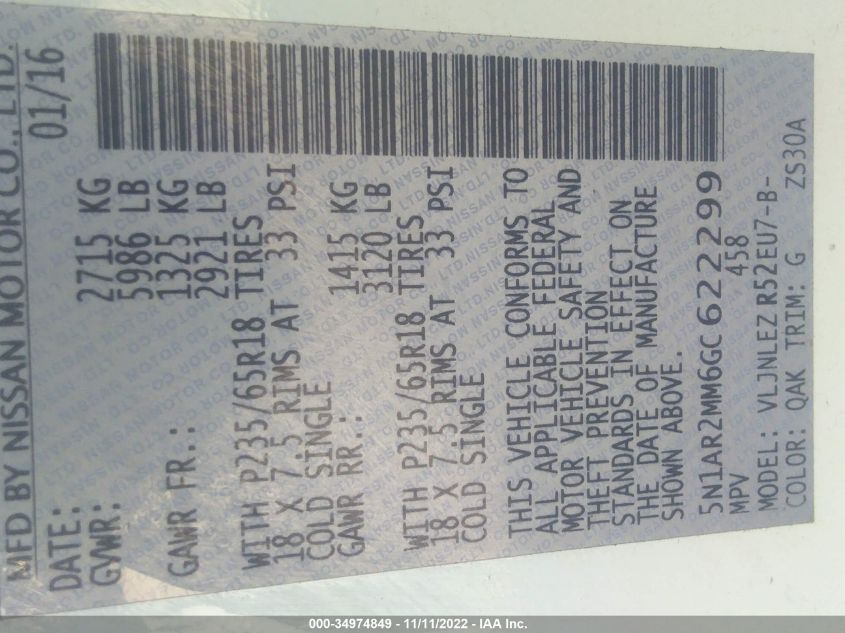 MFD BY NISSAN MOTOR CO., LTD.
DATE: 01/16
GVWR: 2715 KG
5986 LB
GAWR FR.: 1325 KG
2921 LB
WITH P235/65R18 TIRES
18 X 7.5 RIMS AT 33 PSI
COLD SINGLE
GAWR RR.: 1415 KG
3120 LB
WITH P235/65R18 TIRES
18 X 7.5 RIMS AT 33 PSI
COLD SINGLE
THIS VEHICLE CONFORMS TO
ALL APPLICABLE FEDERAL
MOTOR VEHICLE SAFETY AND
THEFT PREVENTION
STANDARDS IN EFFECT ON
THE DATE OF MANUFACTURE
SHOWN ABOVE.
5N1AR2MM6GC622299
MPV 458
MODEL: VLJNLEZ R52EU7-B-
COLOR: QAK TRIM: G ZS30A
000-34974849 - 11/11/2022 - IAA Inc.